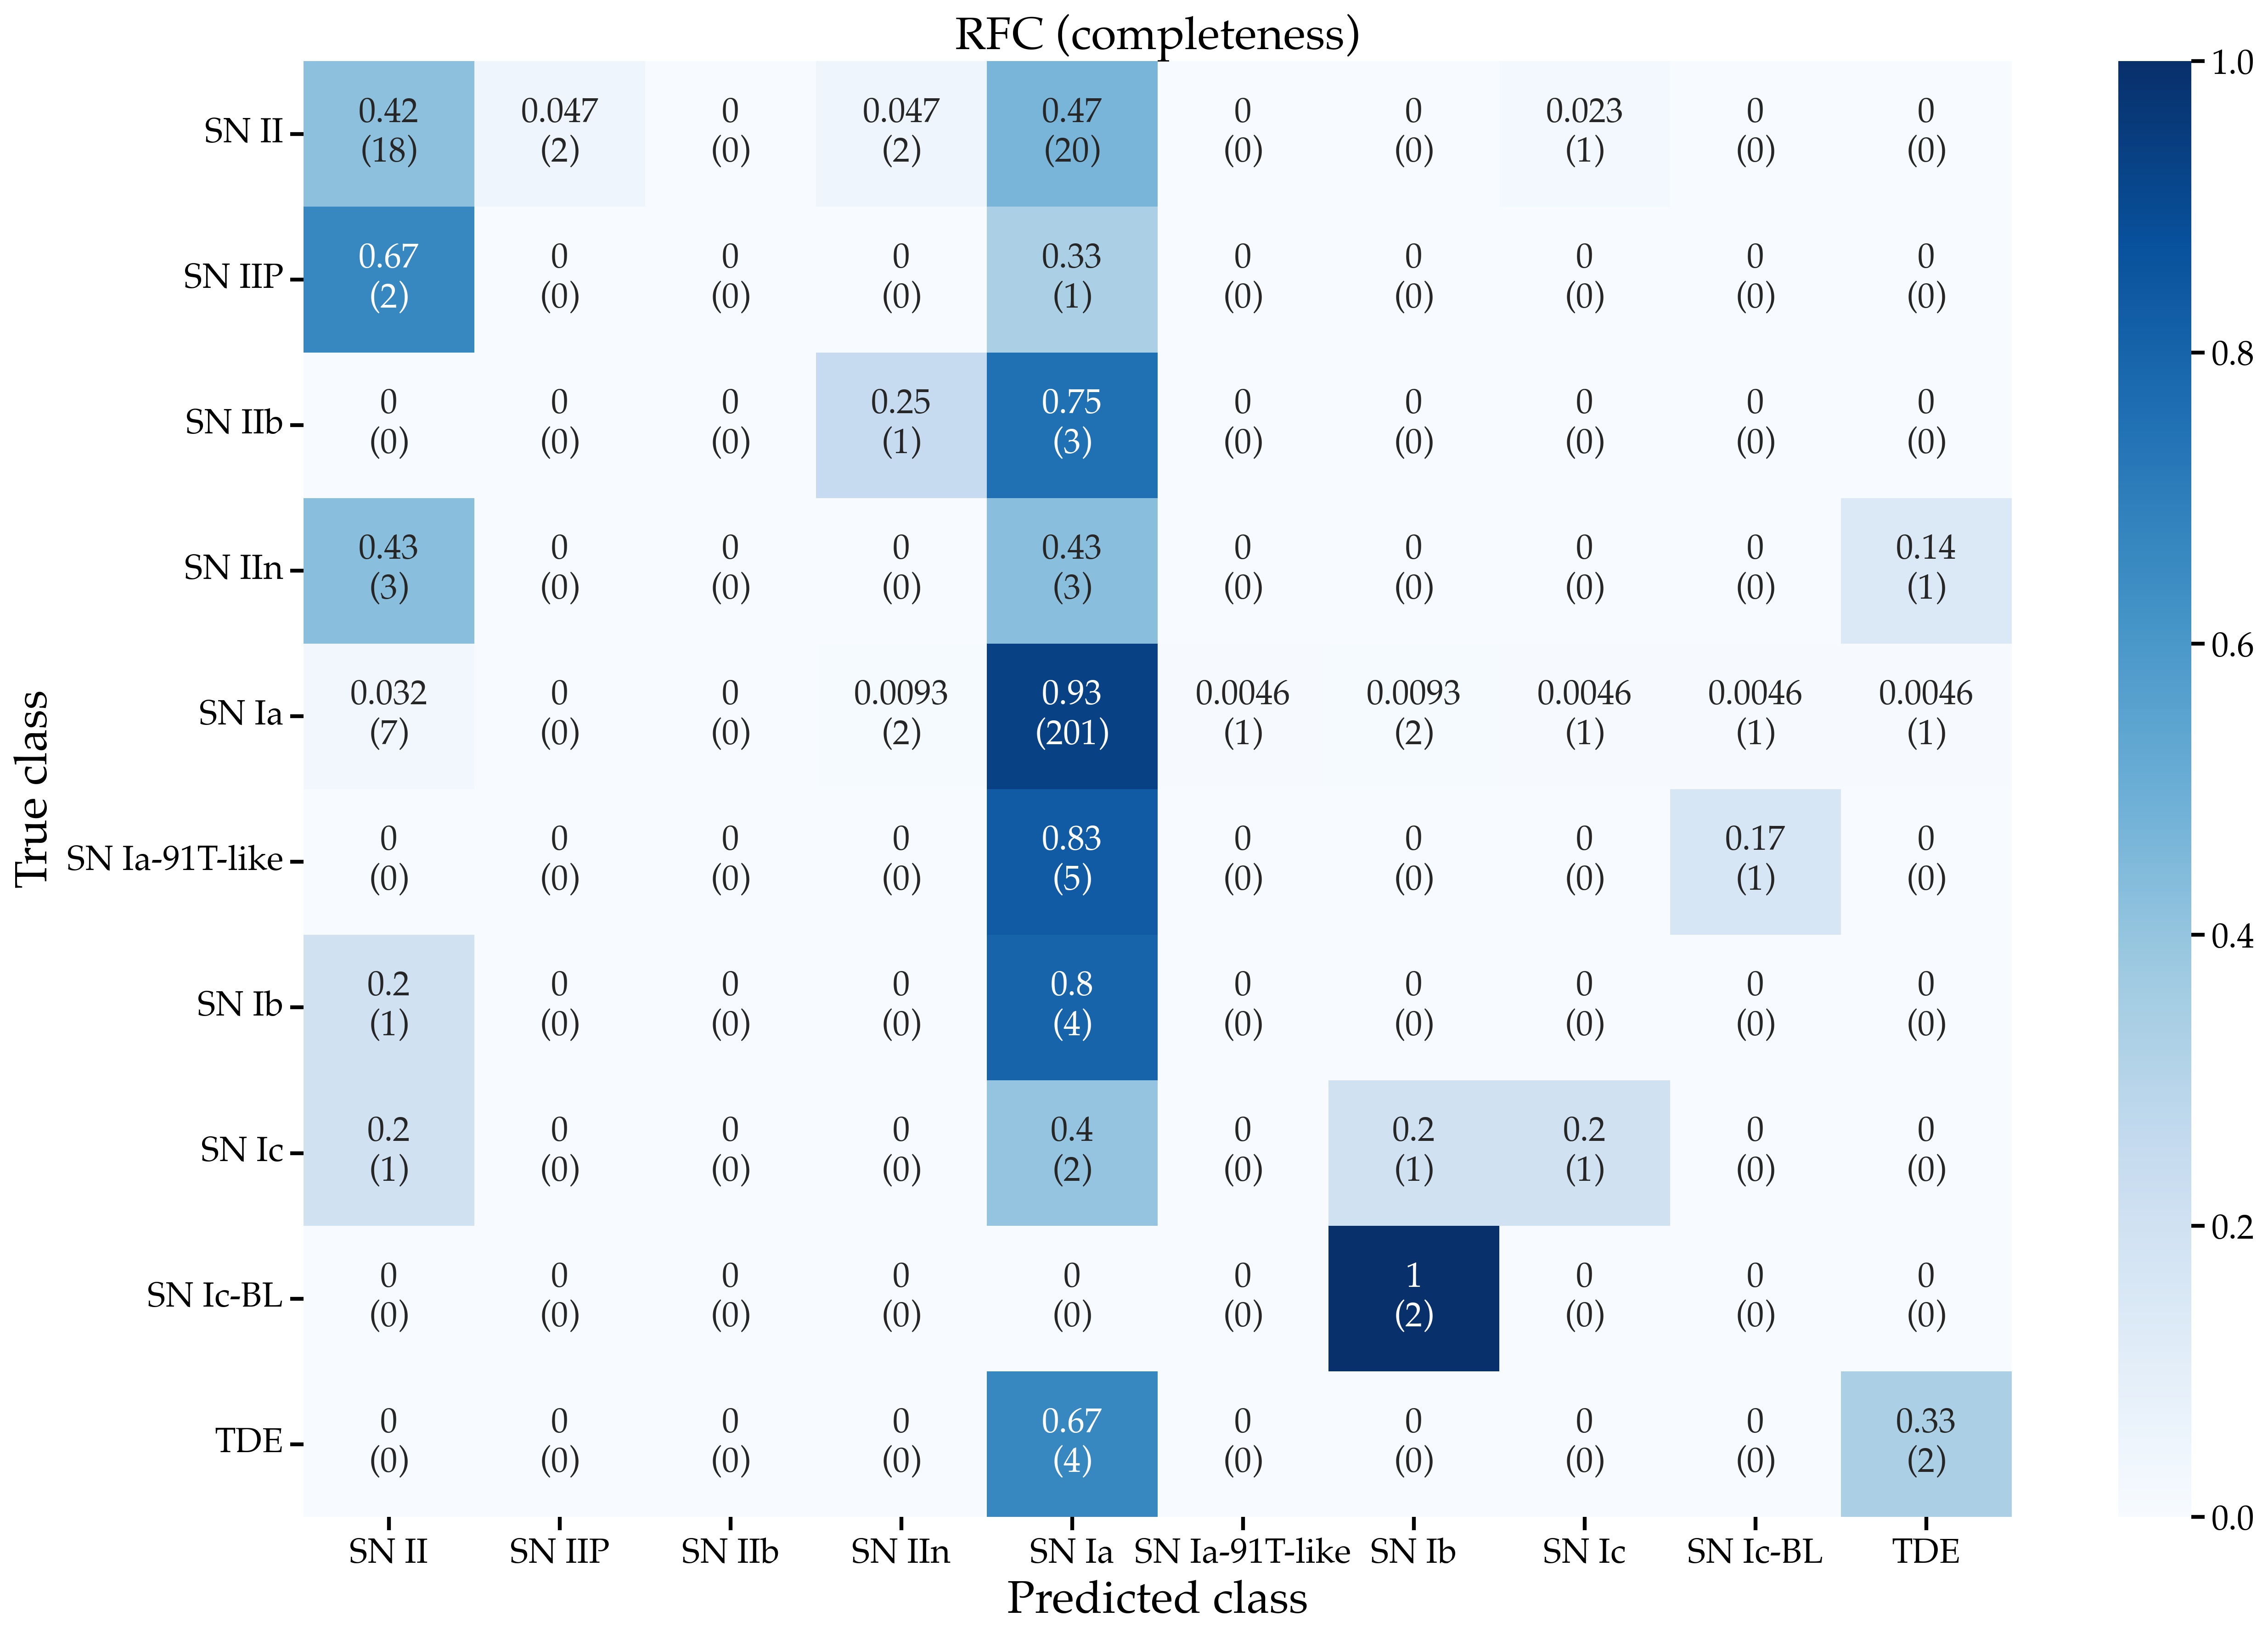 RFC (completeness)
True class
SN II 0.42 0.047 0 0.047 0.47 0 0 0.023 0 0
(18) (2) (0) (2) (20) (0) (0) (1) (0) (0)
SN IIP 0.67 0 0 0 0.33 0 0 0 0 0
(2) (0) (0) (0) (1) (0) (0) (0) (0) (0)
SN IIb 0 0 0 0.25 0.75 0 0 0 0 0
(0) (0) (0) (1) (3) (0) (0) (0) (0) (0)
SN IIn 0.43 0 0 0 0.43 0 0 0 0 0.14
(3) (0) (0) (0) (3) (0) (0) (0) (0) (1)
SN Ia 0.032 0 0 0.0093 0.93 0.0046 0.0093 0.0046 0.0046 0.0046
(7) (0) (0) (2) (201) (1) (2) (1) (1) (1)
SN Ia-91T-like 0 0 0 0 0.83 0 0 0 0.17 0
(0) (0) (0) (0) (5) (0) (0) (0) (1) (0)
SN Ib 0.2 0 0 0 0.8 0 0 0 0 0
(1) (0) (0) (0) (4) (0) (0) (0) (0) (0)
SN Ic 0.2 0 0 0 0.4 0 0.2 0.2 0 0
(1) (0) (0) (0) (2) (0) (1) (1) (0) (0)
SN Ic-BL 0 0 0 0 0 0 1 0 0 0
(0) (0) (0) (0) (0) (0) (2) (0) (0) (0)
TDE 0 0 0 0 0.67 0 0 0 0 0.33
(0) (0) (0) (0) (4) (0) (0) (0) (0) (2)
SN II SN IIP SN IIb SN IIn SN Ia SN Ia-91T-like SN Ib SN Ic SN Ic-BL TDE
Predicted class
1.0
0.8
0.6
0.4
0.2
0.0